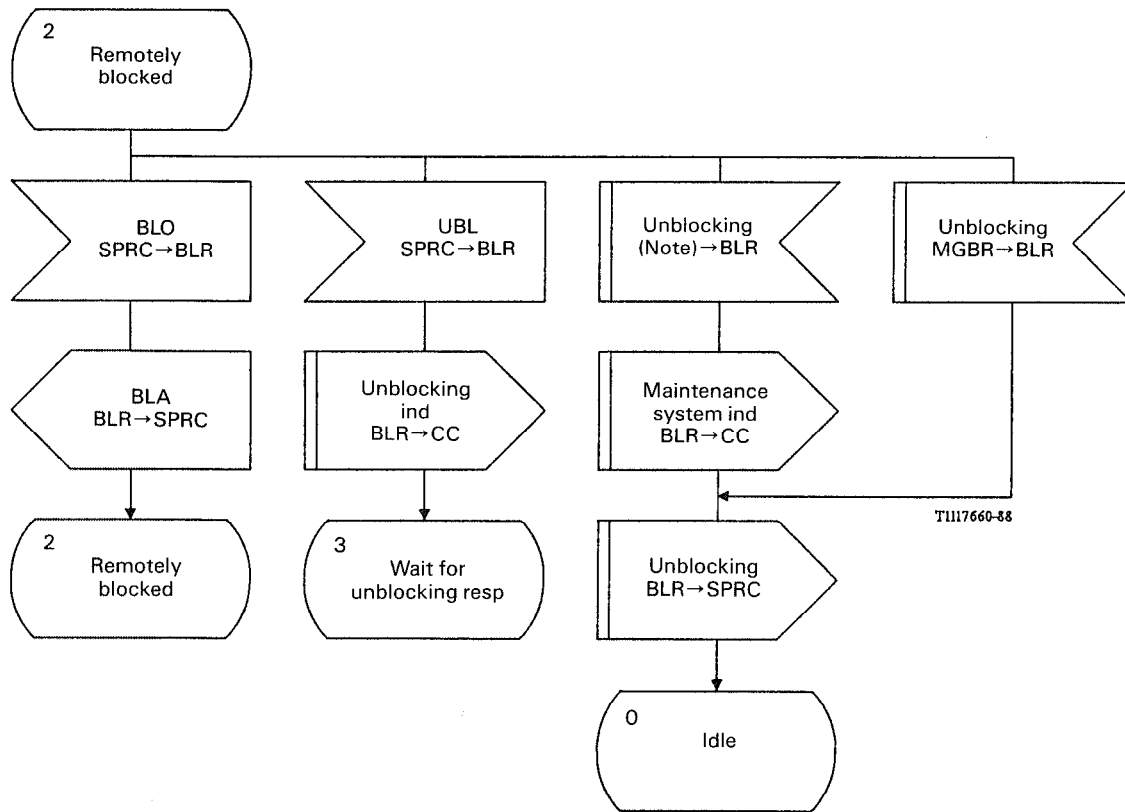 2
Remotely
blocked
BLO
SPRC→BLR
UBL
SPRC→BLR
Unblocking
(Note)→BLR
Unblocking
MGBR→BLR
BLA
BLR→SPRC
Unblocking
ind
BLR→CC
Maintenance
system ind
BLR→CC
T1117660-88
2
Remotely
blocked
3
Wait for
unblocking resp
Unblocking
BLR→SPRC
0
Idle